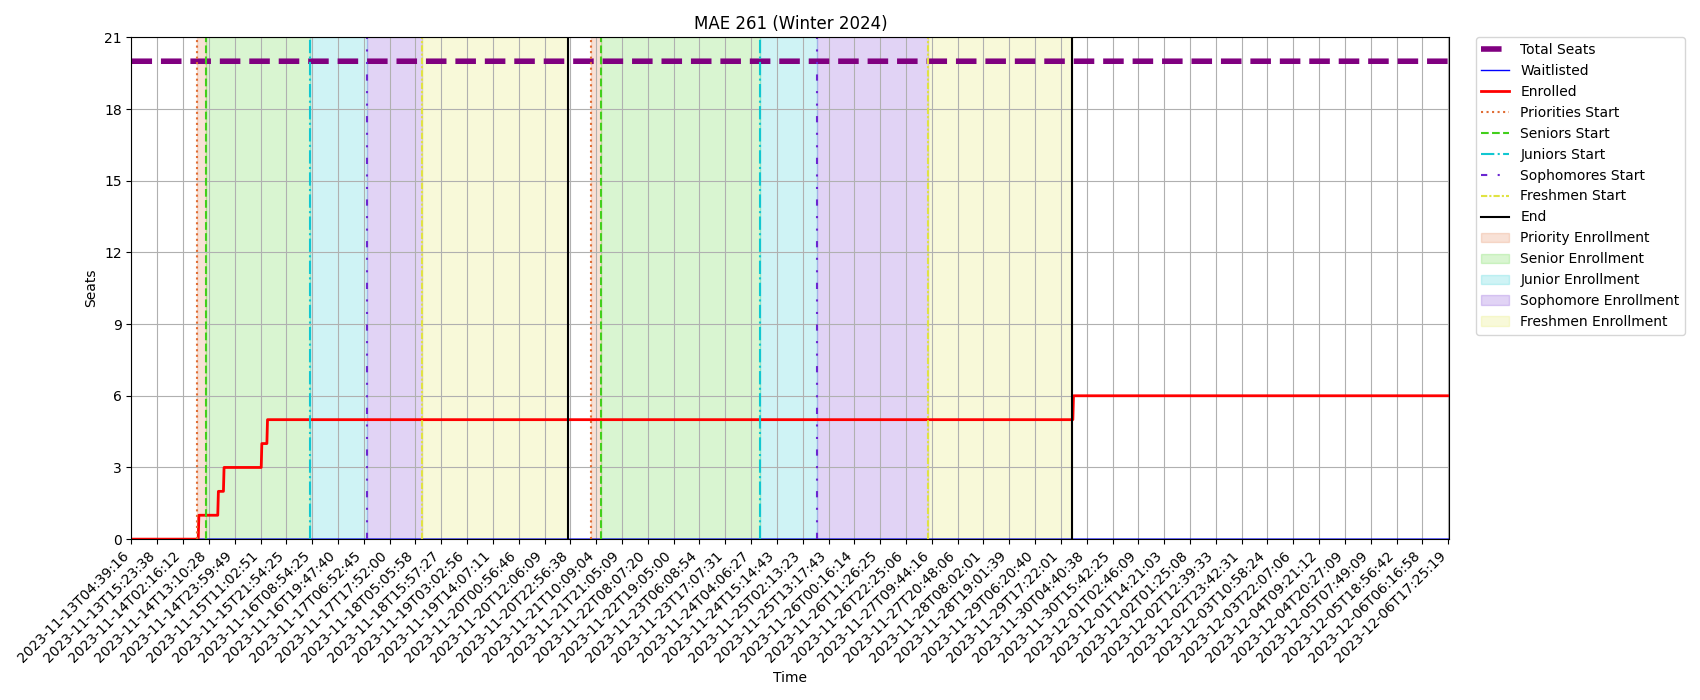 MAE 261 (Winter 2024)
21
18
15
12
9
6
3
0
Seats
2023-11-13T04:39:16
2023-11-13T15:23:38
2023-11-14T02:16:12
2023-11-14T13:10:28
2023-11-14T23:59:49
2023-11-15T11:02:51
2023-11-15T21:54:25
2023-11-16T08:54:25
2023-11-16T19:47:40
2023-11-17T06:52:45
2023-11-17T17:52:00
2023-11-18T05:05:58
2023-11-18T15:57:27
2023-11-19T03:02:56
2023-11-19T14:07:11
2023-11-20T00:56:46
2023-11-20T12:06:09
2023-11-20T22:56:38
2023-11-21T10:09:04
2023-11-21T21:05:09
2023-11-22T08:07:20
2023-11-22T19:05:00
2023-11-23T06:08:54
2023-11-23T17:07:31
2023-11-24T04:06:27
2023-11-24T15:14:43
2023-11-25T02:13:23
2023-11-25T13:17:43
2023-11-26T00:16:14
2023-11-26T11:26:25
2023-11-26T22:25:06
2023-11-27T09:44:16
2023-11-27T20:48:06
2023-11-28T08:02:01
2023-11-28T19:01:39
2023-11-29T06:20:40
2023-11-29T17:22:01
2023-11-30T04:40:38
2023-11-30T15:42:25
2023-12-01T02:46:09
2023-12-01T14:21:03
2023-12-02T01:25:08
2023-12-02T12:39:33
2023-12-02T23:42:31
2023-12-03T10:58:24
2023-12-03T22:07:06
2023-12-04T09:21:12
2023-12-04T20:27:09
2023-12-05T07:49:09
2023-12-05T18:56:42
2023-12-06T06:16:58
2023-12-06T17:25:19
Time
Total Seats
Waitlisted
Enrolled
Priorities Start
Seniors Start
Juniors Start
Sophomores Start
Freshmen Start
End
Priority Enrollment
Senior Enrollment
Junior Enrollment
Sophomore Enrollment
Freshmen Enrollment